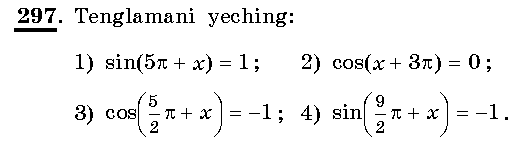 297. Tenglamani yeching:
1) sin(5π + x) = 1; 2) cos(x + 3π) = 0;
3) cos(5/2 π + x) = −1; 4) sin(9/2 π + x) = −1.